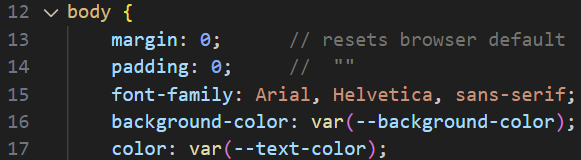 12 body {
13 margin: 0; // resets browser default
14 padding: 0; // ""
15 font-family: Arial, Helvetica, sans-serif;
16 background-color: var(--background-color);
17 color: var(--text-color);